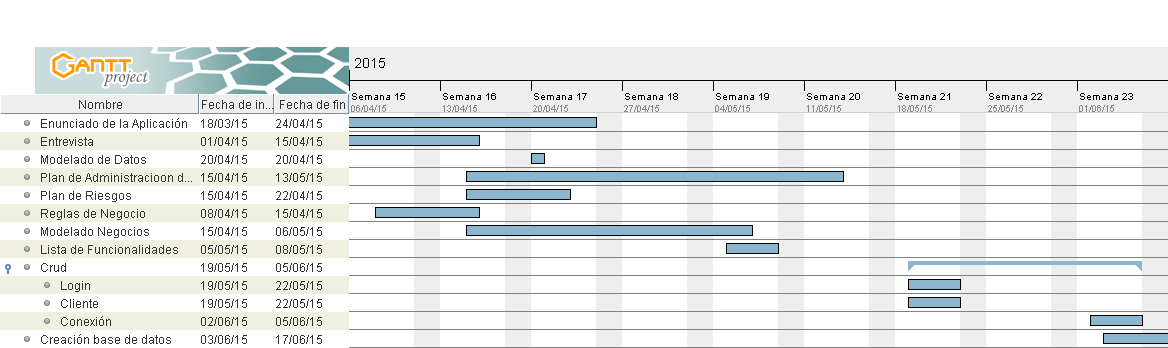 GANTT
project
2015
Nombre Fecha de in... Fecha de fin
Semana 15 Semana 16 Semana 17 Semana 18 Semana 19 Semana 20 Semana 21 Semana 22 Semana 23
06/04/15 13/04/15 20/04/15 27/04/15 04/05/15 11/05/15 18/05/15 25/05/15 01/06/15
Enunciado de la Aplicación 18/03/15 24/04/15
Entrevista 01/04/15 15/04/15
Modelado de Datos 20/04/15 20/04/15
Plan de Administracioon d... 15/04/15 13/05/15
Plan de Riesgos 15/04/15 22/04/15
Reglas de Negocio 08/04/15 15/04/15
Modelado Negocios 15/04/15 06/05/15
Lista de Funcionalidades 05/05/15 08/05/15
Crud 19/05/15 05/06/15
Login 19/05/15 22/05/15
Cliente 19/05/15 22/05/15
Conexión 02/06/15 05/06/15
Creación base de datos 03/06/15 17/06/15